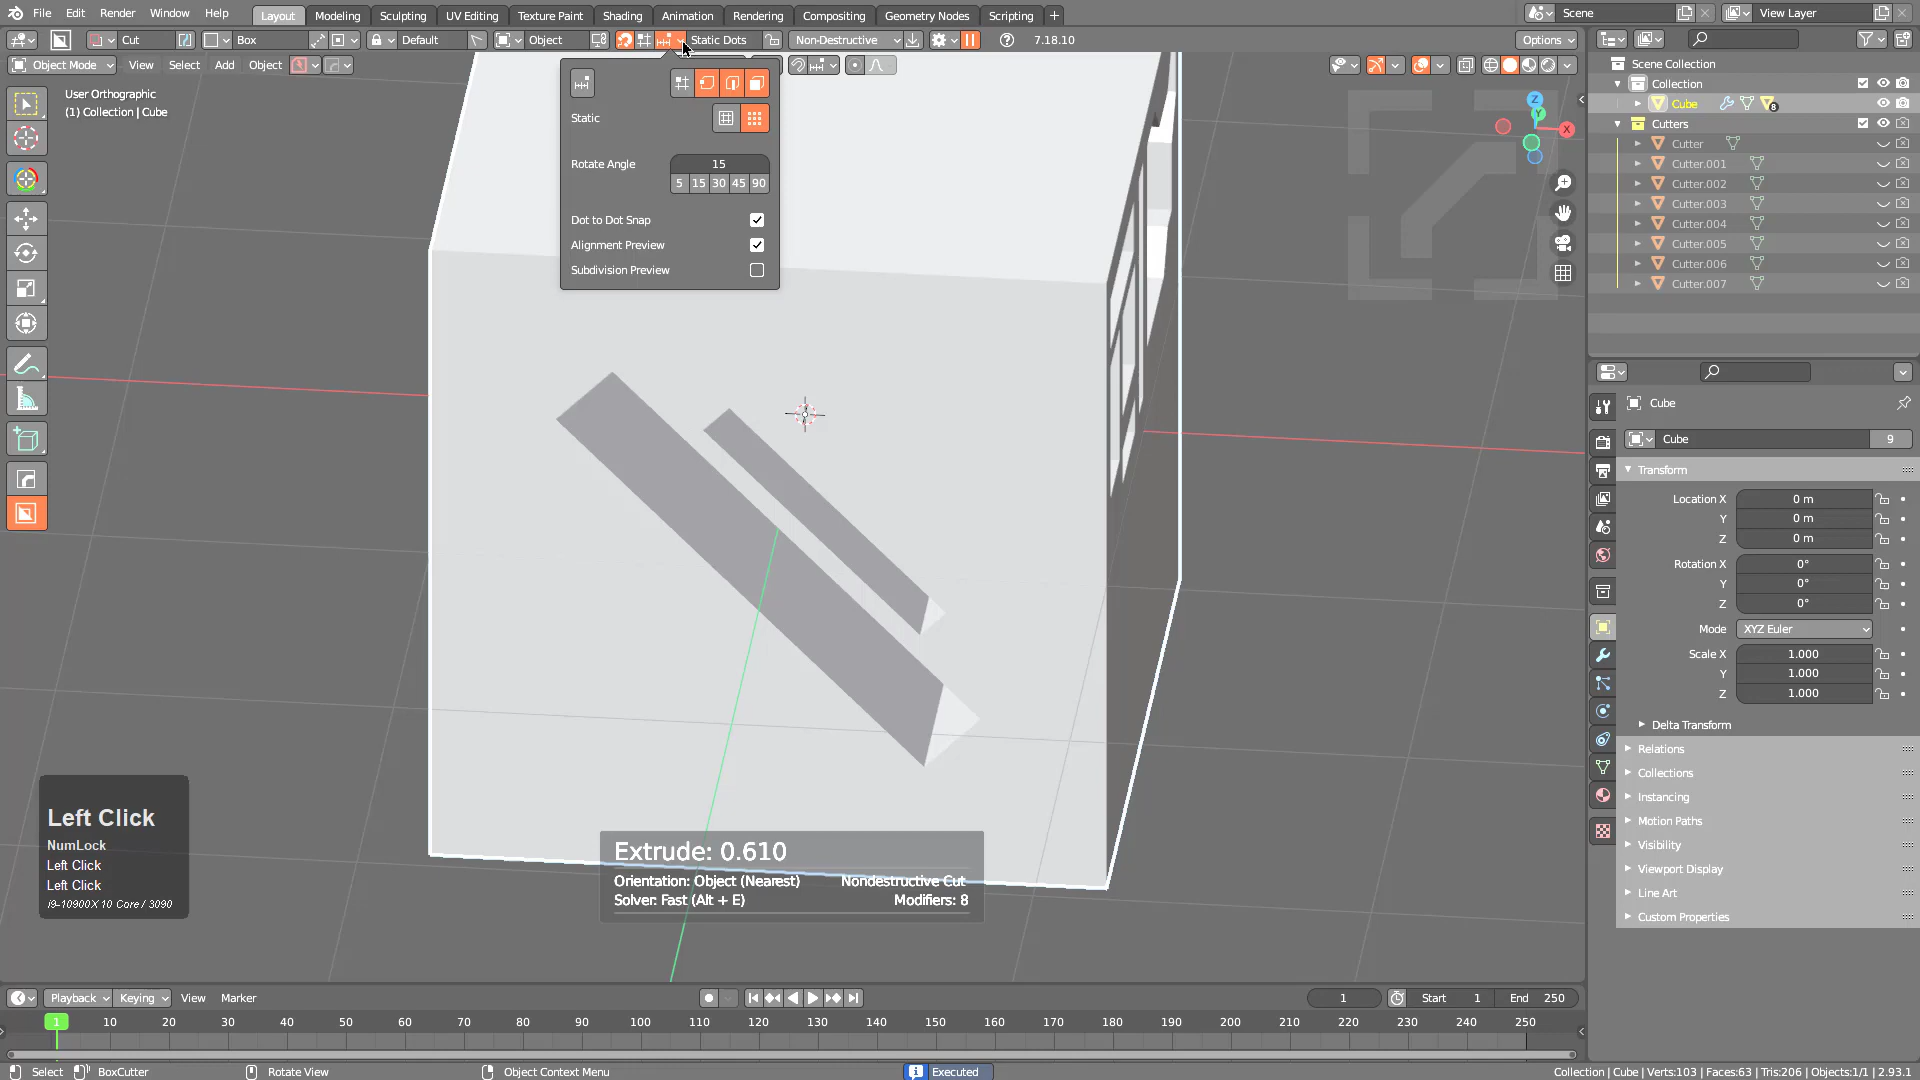 File Edit Render Window Help Layout Modeling Sculpting UV Editing Texture Paint Shading Animation Rendering Compositing Geometry Nodes Scripting + Scene View Layer
Cut Box Default Object Static Dots Non-Destructive 7.18.10 Options
Object Mode View Select Add Object
User Orthographic
(1) Collection | Cube
Static
Rotate Angle 15
5 15 30 45 90
Dot to Dot Snap
Alignment Preview
Subdivision Preview
Z
Y
X
Scene Collection
Collection
Cube 8
Cutters
Cutter
Cutter.001
Cutter.002
Cutter.003
Cutter.004
Cutter.005
Cutter.006
Cutter.007
Cube
Cube 9
Transform
Location X 0 m
Y 0 m
Z 0 m
Rotation X 0°
Y 0°
Z 0°
Mode XYZ Euler
Scale X 1.000
Y 1.000
Z 1.000
Delta Transform
Relations
Collections
Instancing
Motion Paths
Visibility
Viewport Display
Line Art
Custom Properties
Left Click
NumLock
Left Click
Left Click
i9-10900X 10 Core / 3090
Extrude: 0.610
Orientation: Object (Nearest) Nondestructive Cut
Solver: Fast (Alt + E) Modifiers: 8
Playback Keying View Marker 1 Start 1 End 250
1 10 20 30 40 50 60 70 80 90 100 110 120 130 140 150 160 170 180 190 200 210 220 230 240 250
Select BoxCutter Rotate View Object Context Menu Executed Collection | Cube | Verts:103 | Faces:63 | Tris:206 | Objects:1/1 | 2.93.1